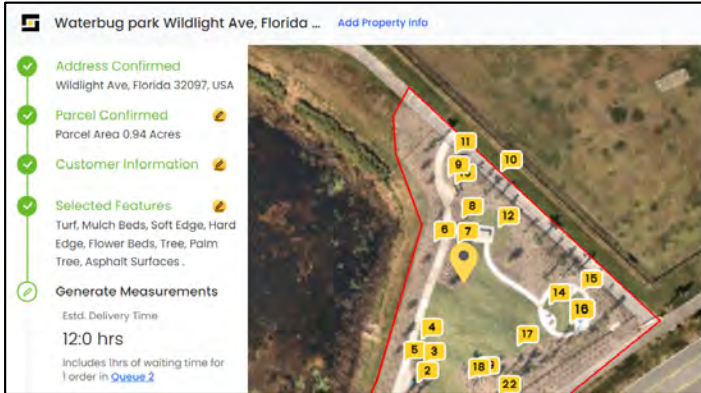 Waterbug park Wildlight Ave, Florida ... Add Property Info
Address Confirmed
Wildlight Ave, Florida 32097, USA
Parcel Confirmed
Parcel Area 0.94 Acres
Customer Information
Selected Features
Turf, Mulch Beds, Soft Edge, Hard
Edge, Flower Beds, Tree, Palm
Tree, Asphalt Surfaces .
Generate Measurements
Estd. Delivery Time
12:0 hrs
Includes 1hrs of waiting time for
1 order in Queue 2
11
9
10
8
12
6
7
15
14
16
4
17
5
3
2
18
22